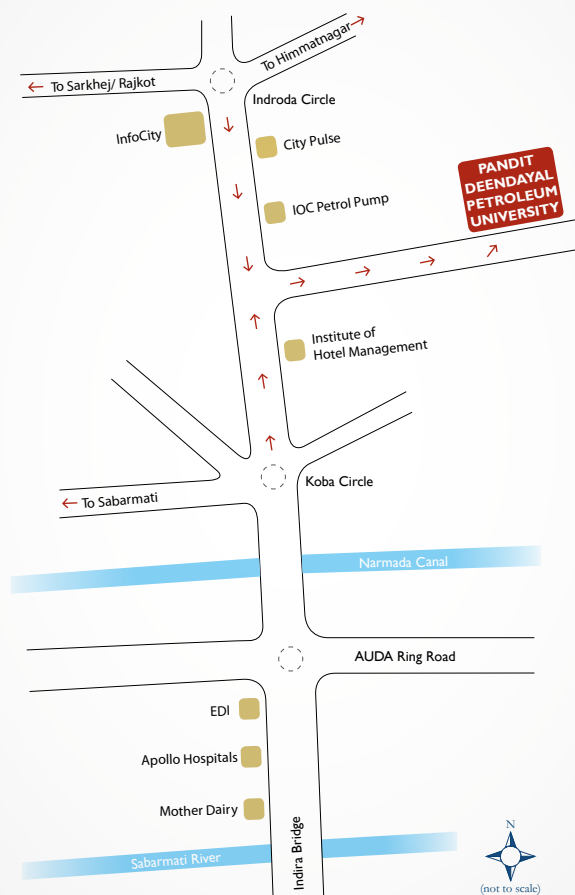 To Himmatnagar
To Sarkhej/ Rajkot
Indroda Circle
InfoCity
City Pulse
PANDIT
DEENDAYAL
PETROLEUM
UNIVERSITY
IOC Petrol Pump
Institute of
Hotel Management
Koba Circle
To Sabarmati
Narmada Canal
AUDA Ring Road
EDI
Apollo Hospitals
Mother Dairy
Indira Bridge
Sabarmati River
N
(not to scale)